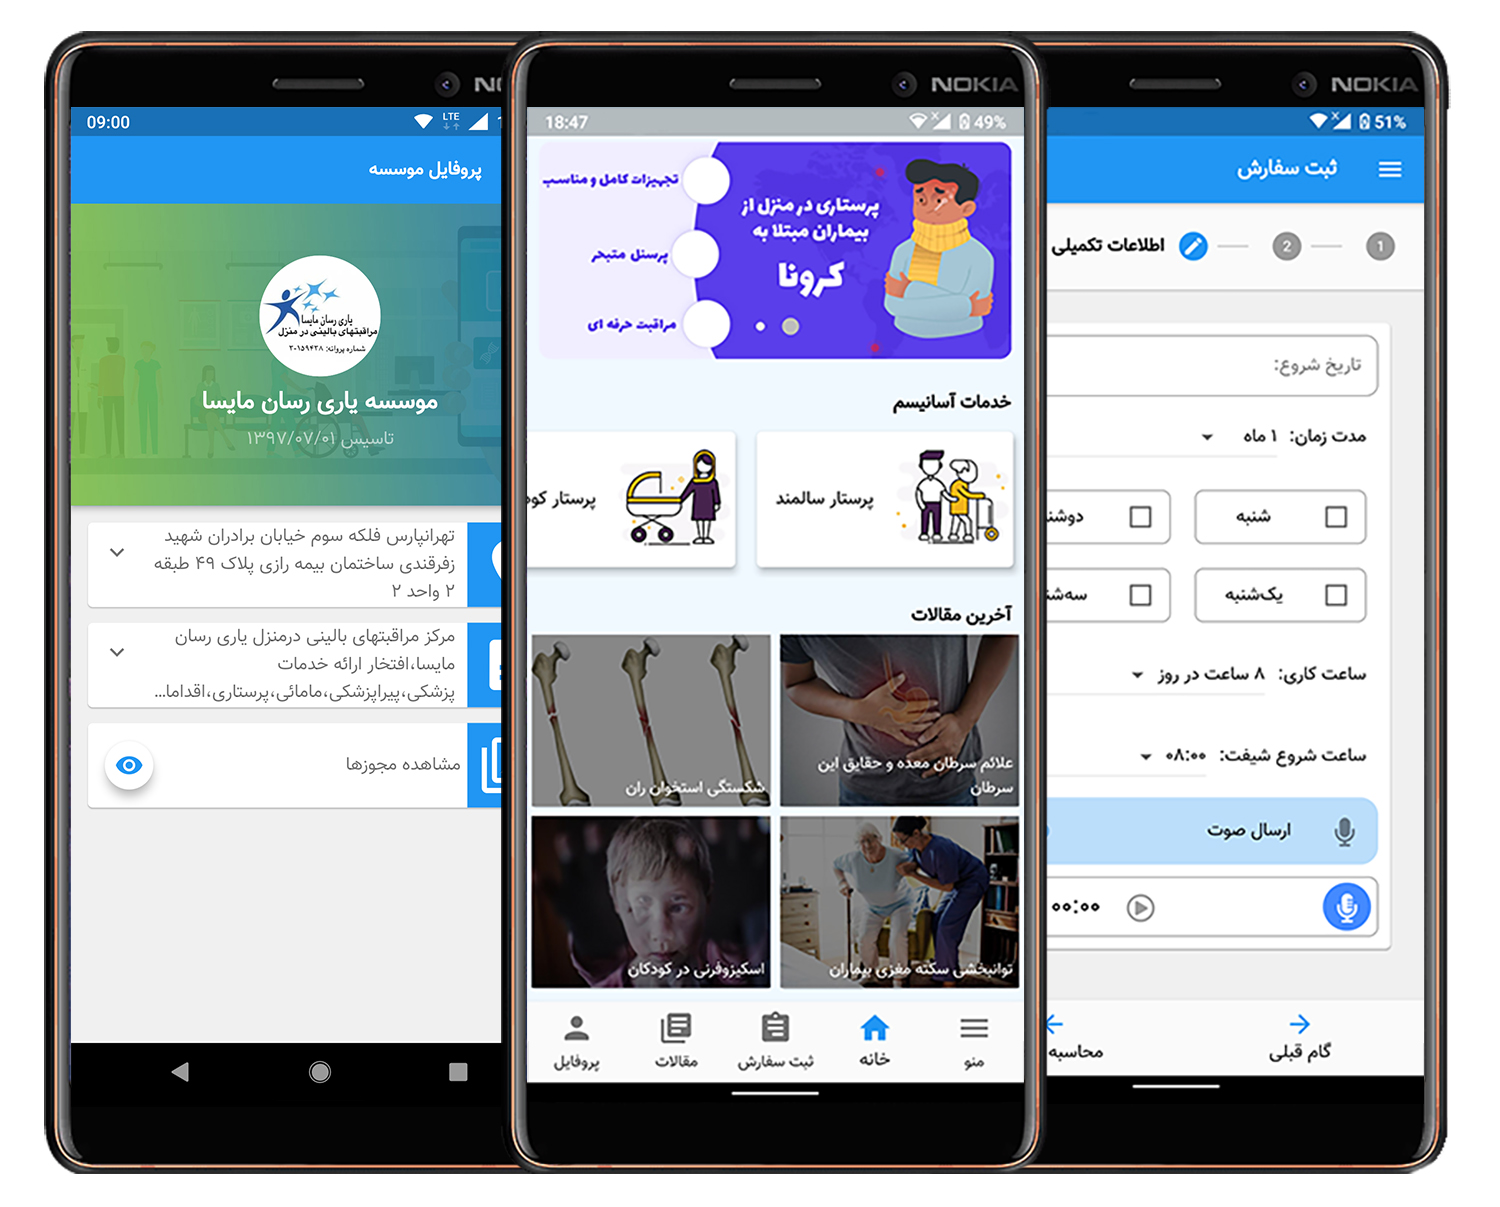 NO
09:00
LTE
پروفایل موسسه
یاری رسان مایسا
مراقبتهای بالینی در منزل
شماره پروانه: ۳۰۱۵۹۴۳۸
موسسه یاری رسان مایسا
تاسیس ۱۳۹۷/۰۷/۰۱
تهرانپارس فلکه سوم خیابان برادران شهید
زفرقندی ساختمان بیمه رازی پلاک ۴۹ طبقه
۲ واحد ۲
مرکز مراقبتهای بالینی درمنزل یاری رسان
مایسا،افتخار ارائه خدمات
پزشکی،پیراپزشکی،مامائی،پرستاری،اقداما...
مشاهده مجوزها
NOKIA
18:47
49%
تجهیزات کامل و مناسب
پرسنل متبحر
مراقبت حرفه ای
پرستاری در منزل از
بیماران مبتلا به
کرونا
خدمات آسانیسم
پرستار سالمند
پرستار کود
آخرین مقالات
علائم سرطان معده و حقایق این
سرطان
شکستگی استخوان ران
توانبخشی سکته مغزی بیماران
اسکیزوفرنی در کودکان
منو
خانه
ثبت سفارش
مقالات
پروفایل
NOKIA
51%
ثبت سفارش
1
2
اطلاعات تکمیلی
تاریخ شروع:
مدت زمان: ۱ ماه
شنبه
دوشن
یک‌شنبه
سه‌شن
ساعت کاری: ۸ ساعت در روز
ساعت شروع شیفت: ۰۸:۰۰
ارسال صوت
۰۰:۰۰
گام قبلی
محاسبه